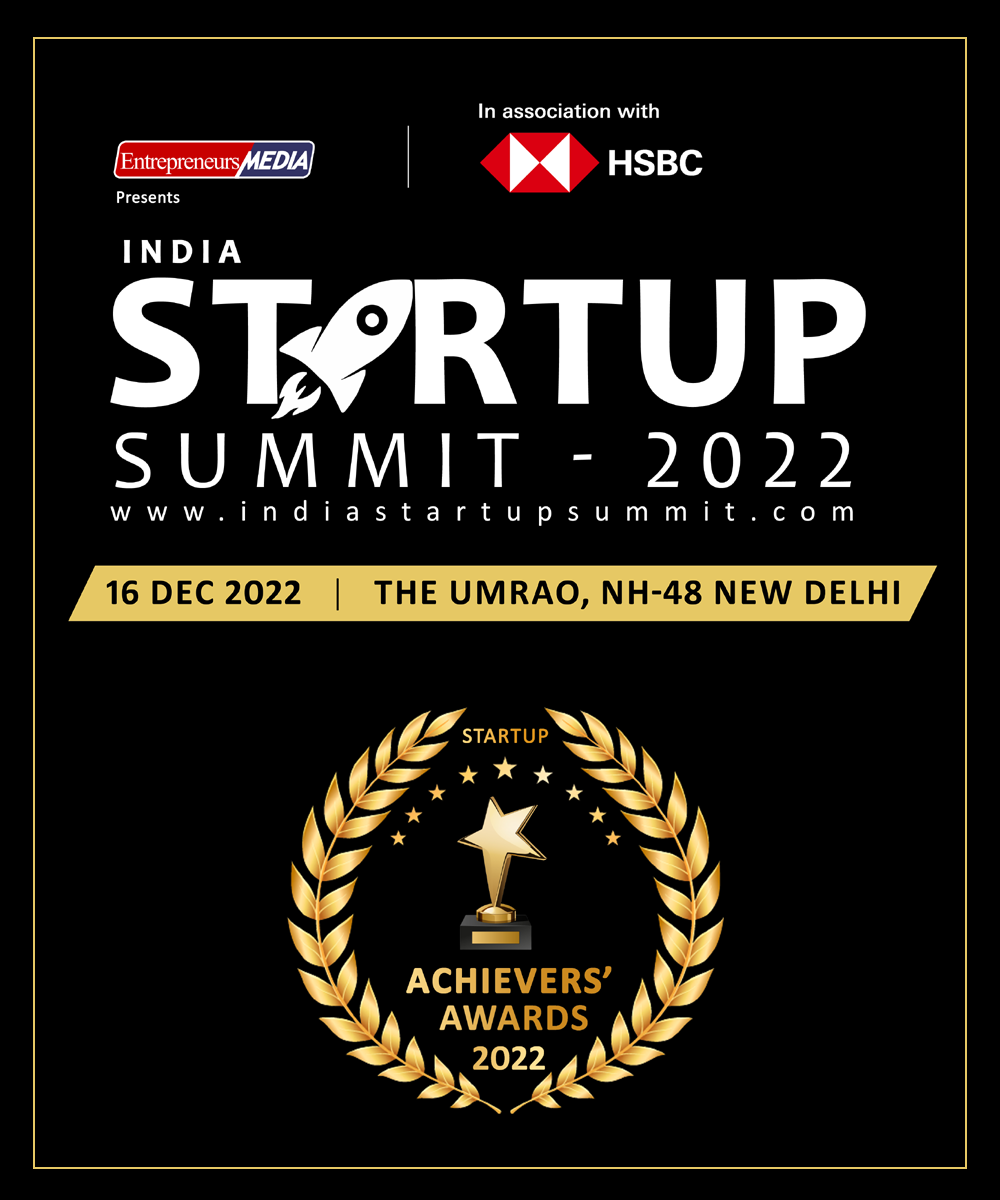 EntrepreneursMEDIA
Presents
In association with
HSBC
INDIA
STARTUP
SUMMIT - 2022
www.indiastartupsummit.com
16 DEC 2022 | THE UMRAO, NH-48 NEW DELHI
STARTUP
ACHIEVERS’
AWARDS
2022